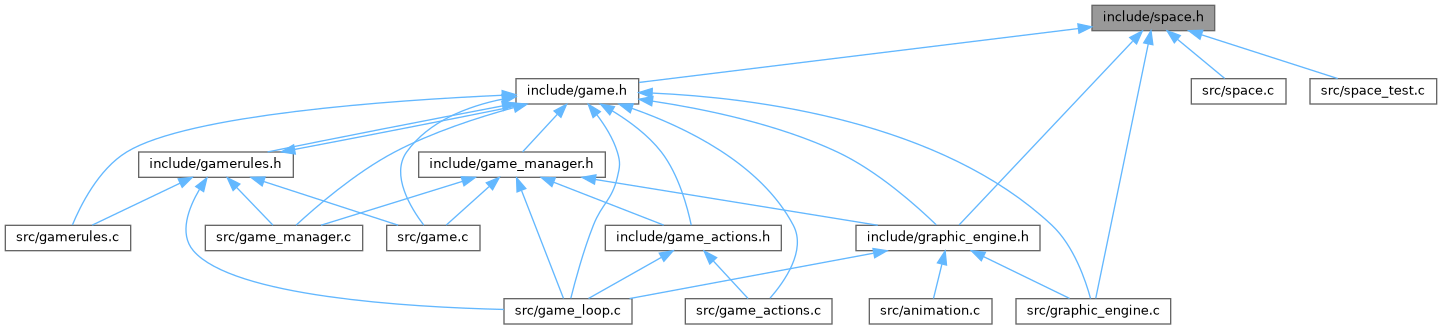 include/space.h
include/game.h
src/space.c
src/space_test.c
include/gamerules.h
include/game_manager.h
src/gamerules.c
src/game_manager.c
src/game.c
include/game_actions.h
include/graphic_engine.h
src/game_loop.c
src/game_actions.c
src/animation.c
src/graphic_engine.c